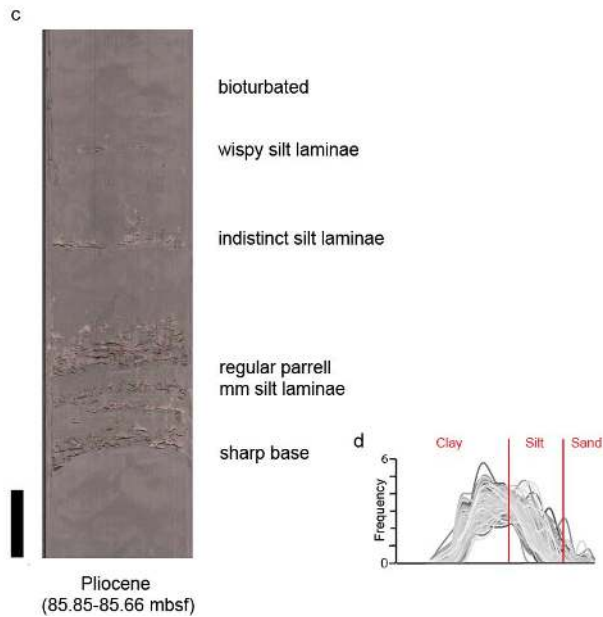 c
bioturbated
wispy silt laminae
indistinct silt laminae
regular parrell
mm silt laminae
sharp base
Pliocene
(85.85-85.66 mbsf)
d
Clay
Silt
Sand
6
Frequency
0